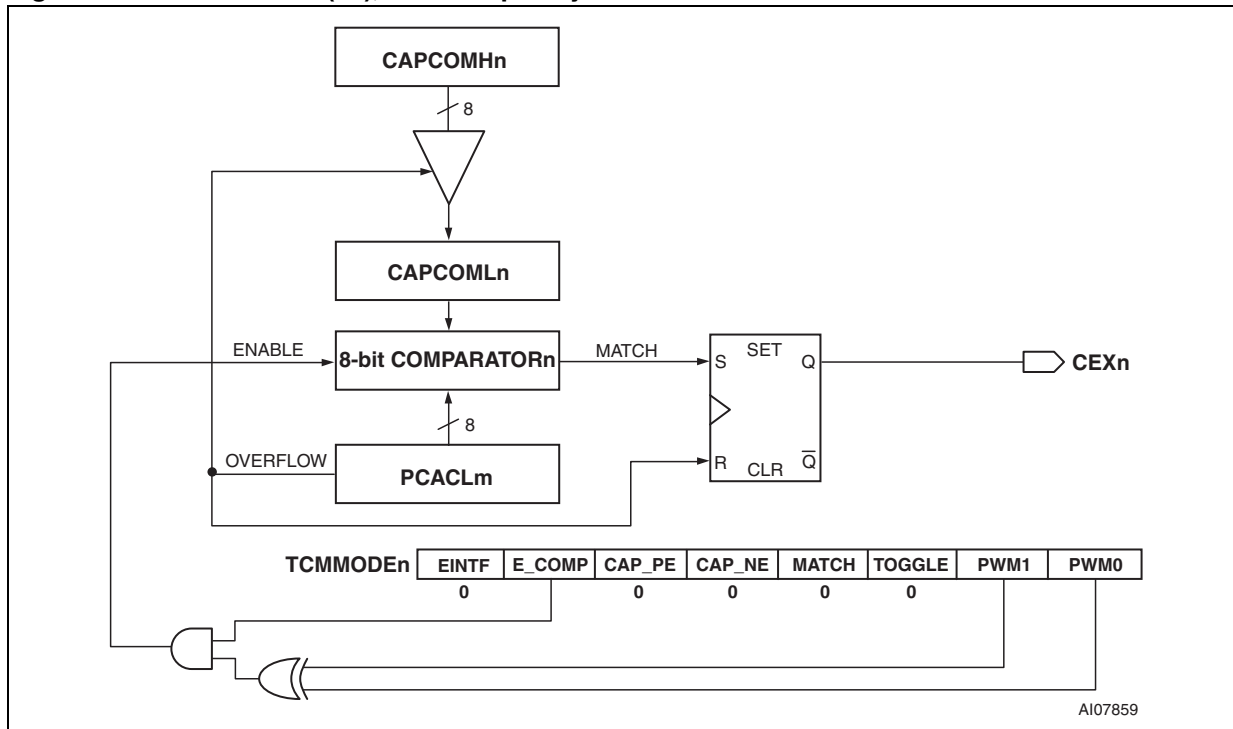 CAPCOMHn
8
CAPCOMLn
ENABLE
8-bit COMPARATORn
MATCH
S SET Q
CEXn
8
OVERFLOW
PCACLm
R CLR Q̅
TCMMODEn EINTF E_COMP CAP_PE CAP_NE MATCH TOGGLE PWM1 PWM0
0 0 0 0 0
AI07859